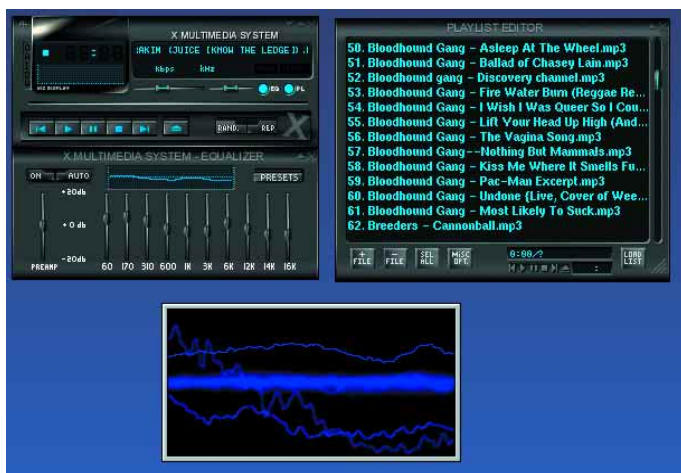 X MULTIMEDIA SYSTEM
:AKIM (JUICE [KNOW THE LEDGE]) .(
kbps kHz
VIZ DISPLAY
EQ PL
RAND. REP.
X
X MULTIMEDIA SYSTEM - EQUALIZER
ON AUTO PRESETS
+20db
+0 db
-20db
PREAMP 60 170 310 600 1K 3K 6K 12K 14K 16K
PLAYLIST EDITOR
50. Bloodhound Gang - Asleep At The Wheel.mp3
51. Bloodhound Gang - Ballad of Chasey Lain.mp3
52. Bloodhound gang - Discovery channel.mp3
53. Bloodhound Gang - Fire Water Burn (Reggae Re...
54. Bloodhound Gang - I Wish I Was Queer So I Cou...
55. Bloodhound Gang - Lift Your Head Up High (And...
56. Bloodhound Gang - The Vagina Song.mp3
57. Bloodhound Gang--Nothing But Mammals.mp3
58. Bloodhound Gang - Kiss Me Where It Smells Fu...
59. Bloodhound Gang - Pac-Man Excerpt.mp3
60. Bloodhound Gang - Undone {Live, Cover of Wee...
61. Bloodhound Gang - Most Likely To Suck.mp3
62. Breeders - Cannonball.mp3
+ FILE - FILE SEL ALL MISC OPT. 0:00/? LOAD LIST